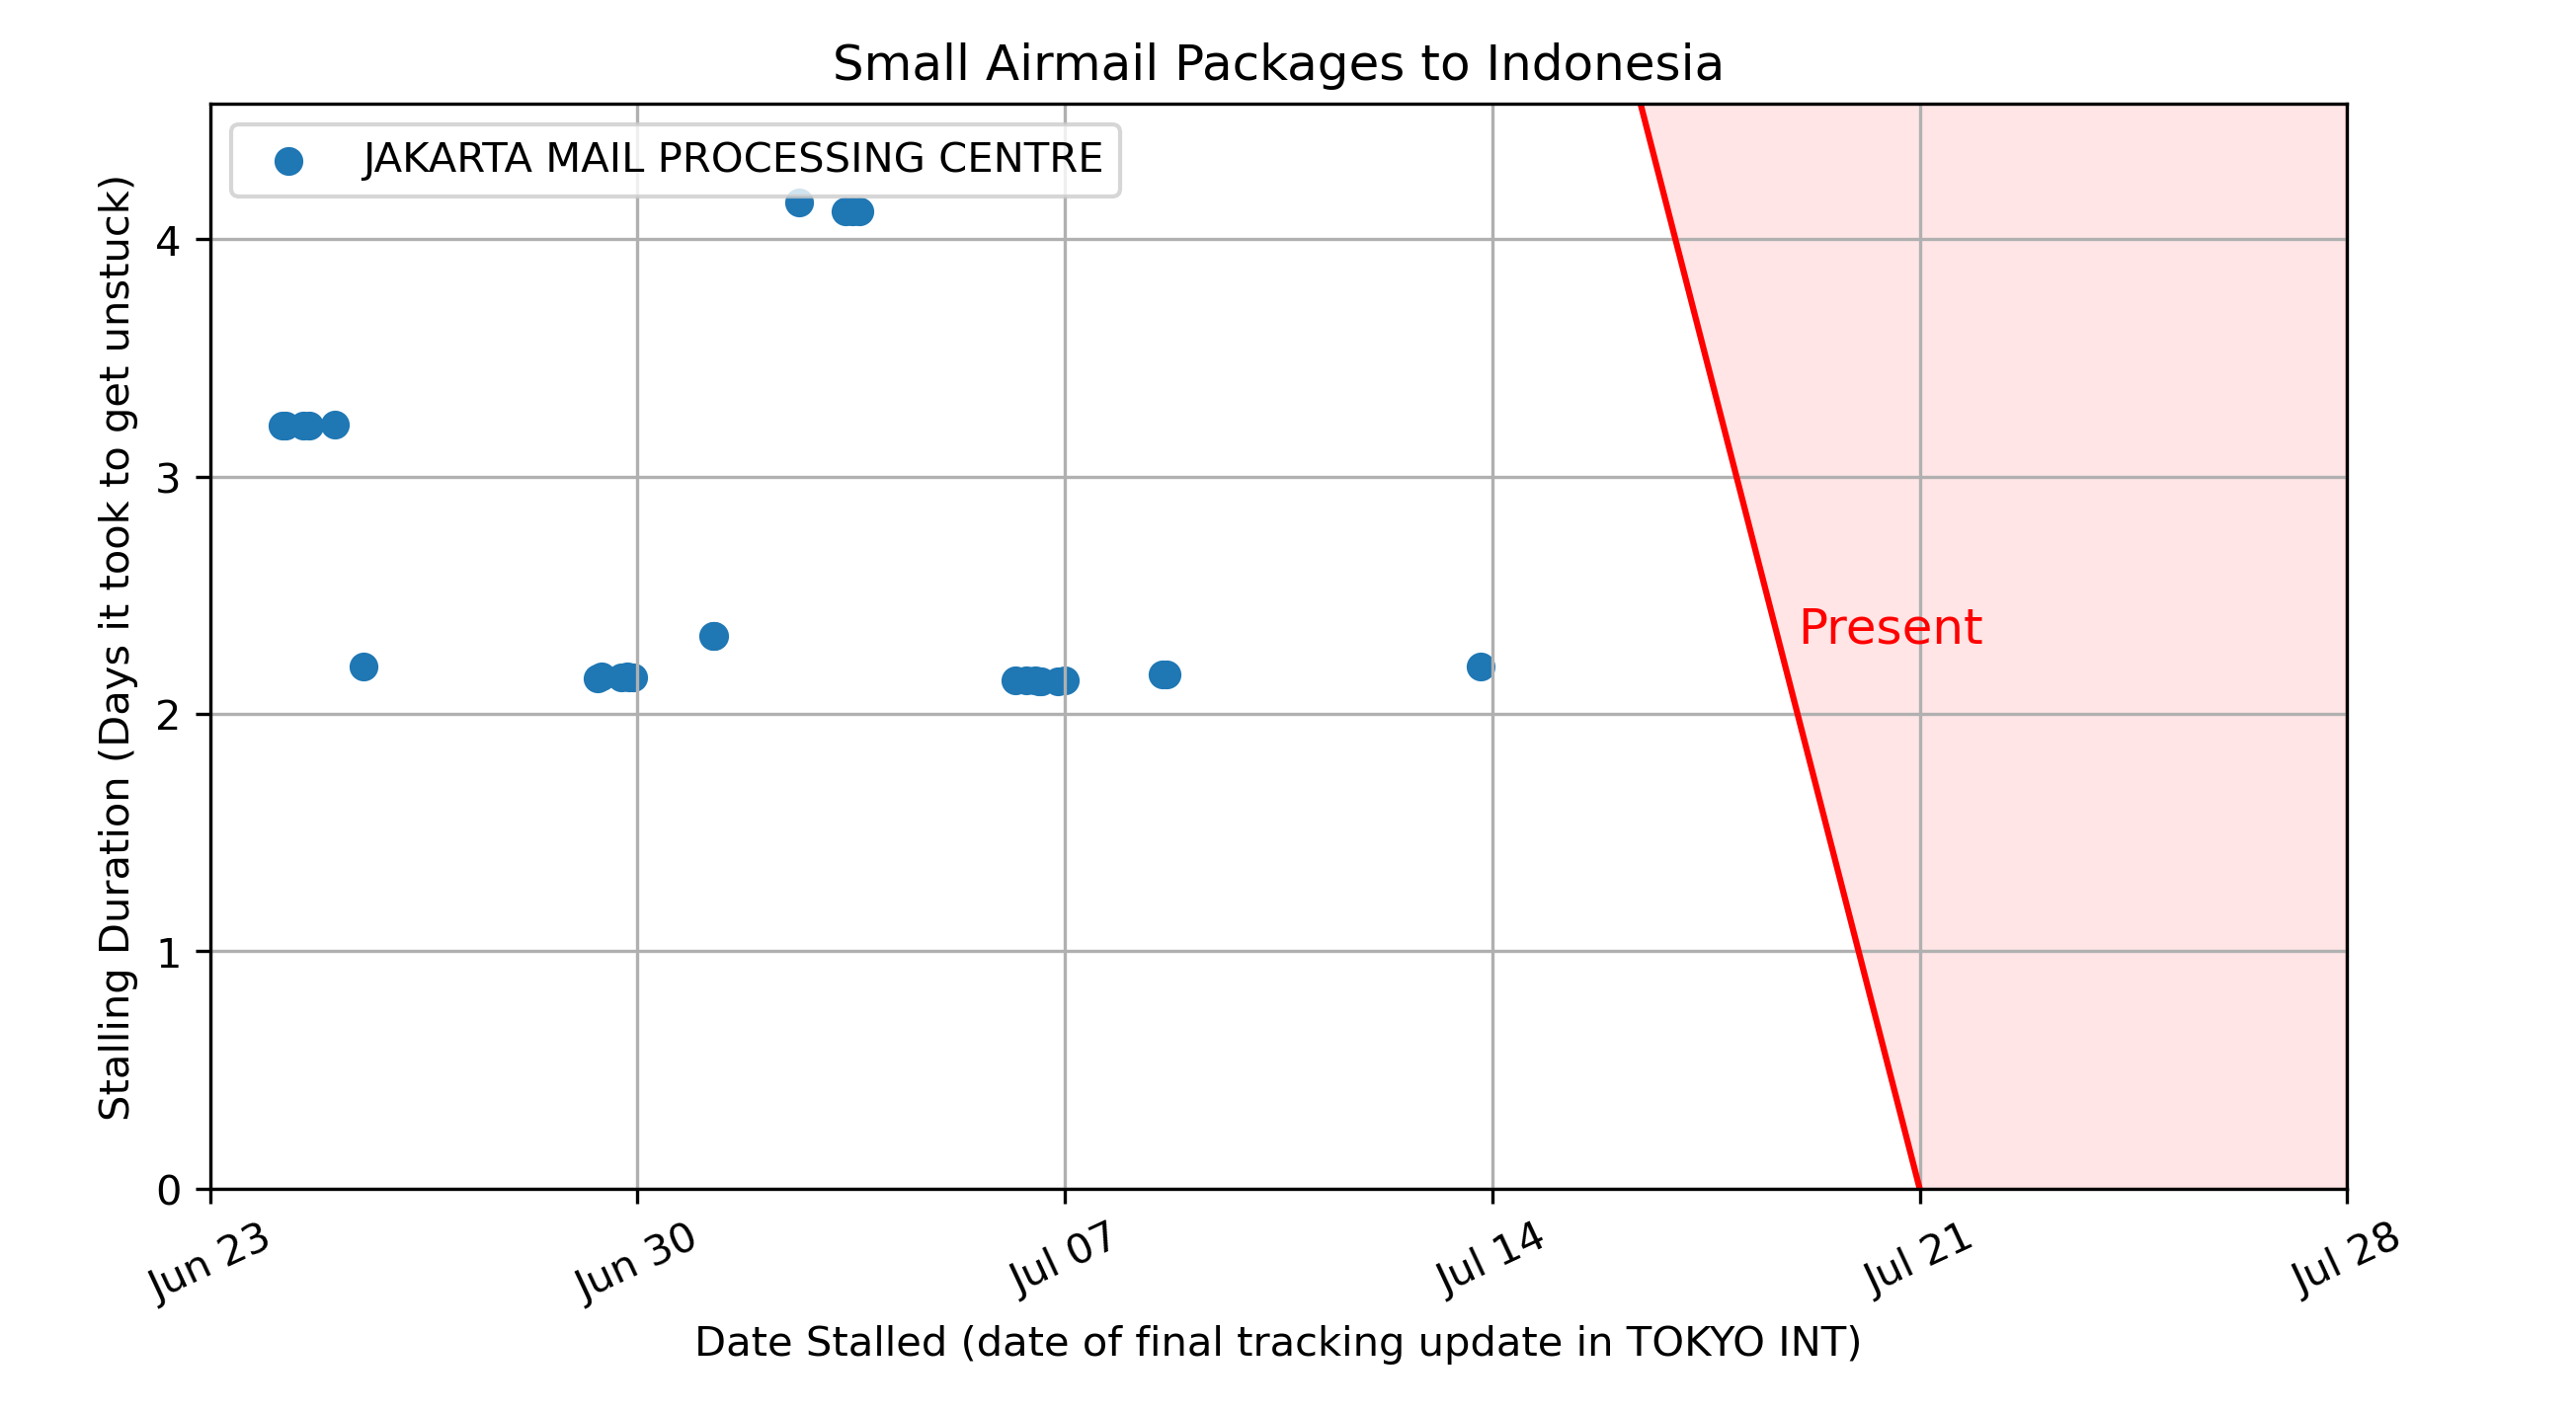 Small Airmail Packages to Indonesia
JAKARTA MAIL PROCESSING CENTRE
Stalling Duration (Days it took to get unstuck)
4
3
2
1
0
Present
Jun 23
Jun 30
Jul 07
Jul 14
Jul 21
Jul 28
Date Stalled (date of final tracking update in TOKYO INT)